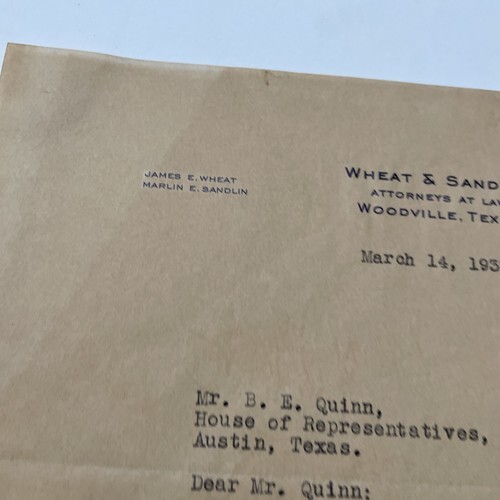 JAMES E. WHEAT
MARLIN E. SANDLIN
WHEAT & SAND
ATTORNEYS AT LAW
WOODVILLE, TEX
March 14, 193
Mr. B. E. Quinn,
House of Representatives,
Austin, Texas.
Dear Mr. Quinn: